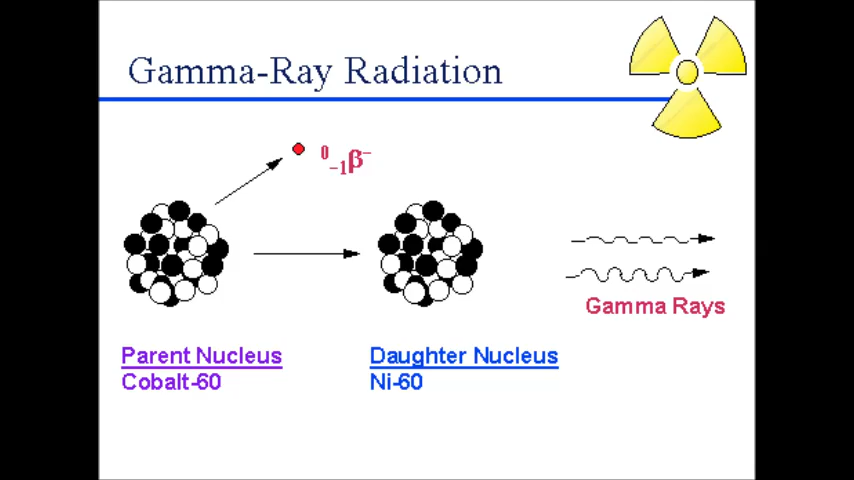 Gamma-Ray Radiation
⁰₋₁β⁻
Gamma Rays
Parent Nucleus
Cobalt-60
Daughter Nucleus
Ni-60